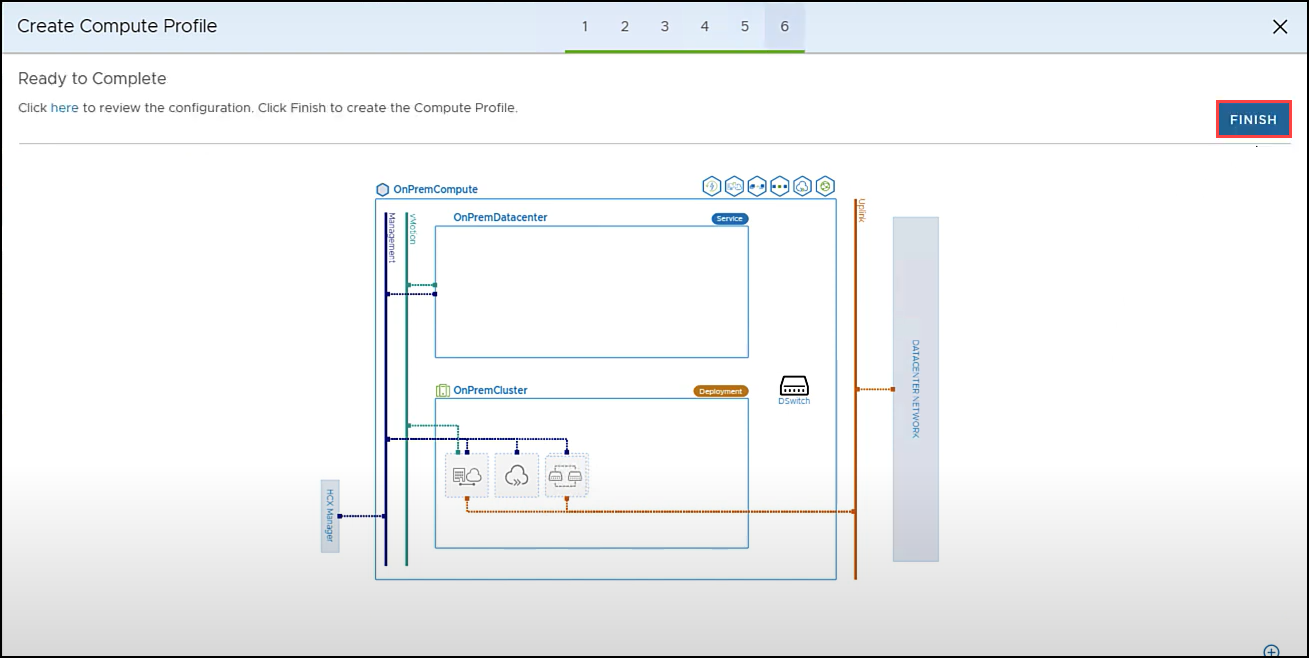 Create Compute Profile
1 2 3 4 5 6
Ready to Complete
Click here to review the configuration. Click Finish to create the Compute Profile.
FINISH
OnPremCompute
Management
vMotion
OnPremDatacenter
Service
Uplink
DATACENTER NETWORK
OnPremCluster
Deployment
DSwitch
HCX Manager